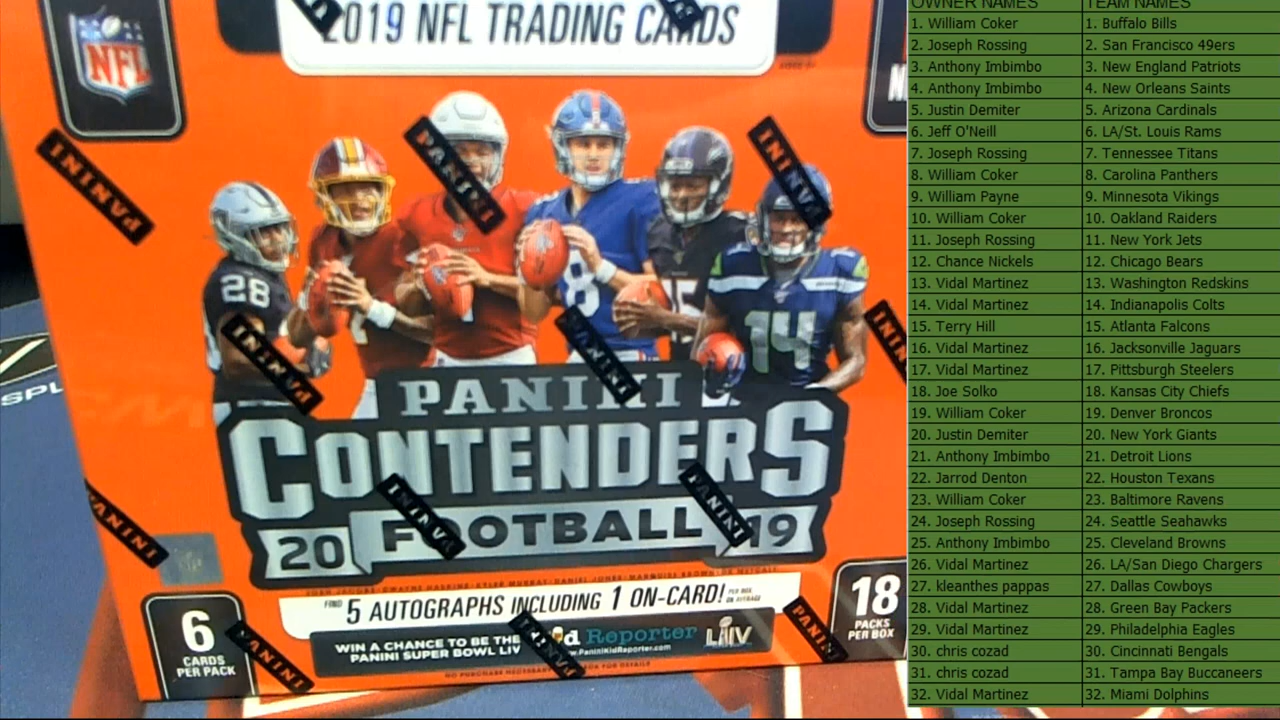 NFL
2019 NFL TRADING CARDS
28
8
14
PANINI
PANINI
PANINI
PANINI
PANINI
PANINI
PANINI
PANINI
PANINI
PANINI
PANINI
PANINI
CONTENDERS
20 FOOTBALL 19
FIND 5 AUTOGRAPHS INCLUDING 1 ON-CARD! PER BOX ON AVERAGE
WIN A CHANCE TO BE THE
Reporter
PANINI SUPER BOWL LIV
www.PaniniKidReporter.com
LIV
6
CARDS
PER PACK
18
PACKS
PER BOX
SPL
OWNER NAMES TEAM NAMES
1. William Coker 1. Buffalo Bills
2. Joseph Rossing 2. San Francisco 49ers
3. Anthony Imbimbo 3. New England Patriots
4. Anthony Imbimbo 4. New Orleans Saints
5. Justin Demiter 5. Arizona Cardinals
6. Jeff O'Neill 6. LA/St. Louis Rams
7. Joseph Rossing 7. Tennessee Titans
8. William Coker 8. Carolina Panthers
9. William Payne 9. Minnesota Vikings
10. William Coker 10. Oakland Raiders
11. Joseph Rossing 11. New York Jets
12. Chance Nickels 12. Chicago Bears
13. Vidal Martinez 13. Washington Redskins
14. Vidal Martinez 14. Indianapolis Colts
15. Terry Hill 15. Atlanta Falcons
16. Vidal Martinez 16. Jacksonville Jaguars
17. Vidal Martinez 17. Pittsburgh Steelers
18. Joe Solko 18. Kansas City Chiefs
19. William Coker 19. Denver Broncos
20. Justin Demiter 20. New York Giants
21. Anthony Imbimbo 21. Detroit Lions
22. Jarrod Denton 22. Houston Texans
23. William Coker 23. Baltimore Ravens
24. Joseph Rossing 24. Seattle Seahawks
25. Anthony Imbimbo 25. Cleveland Browns
26. Vidal Martinez 26. LA/San Diego Chargers
27. kleanthes pappas 27. Dallas Cowboys
28. Vidal Martinez 28. Green Bay Packers
29. Vidal Martinez 29. Philadelphia Eagles
30. chris cozad 30. Cincinnati Bengals
31. chris cozad 31. Tampa Bay Buccaneers
32. Vidal Martinez 32. Miami Dolphins